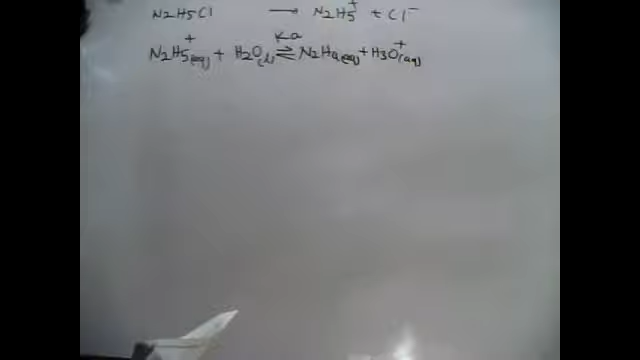 N2H5Cl → N2H5+ + Cl-
Ka
N2H5+(aq) + H2O(l) ⇌ N2H4(aq) + H3O+(aq)